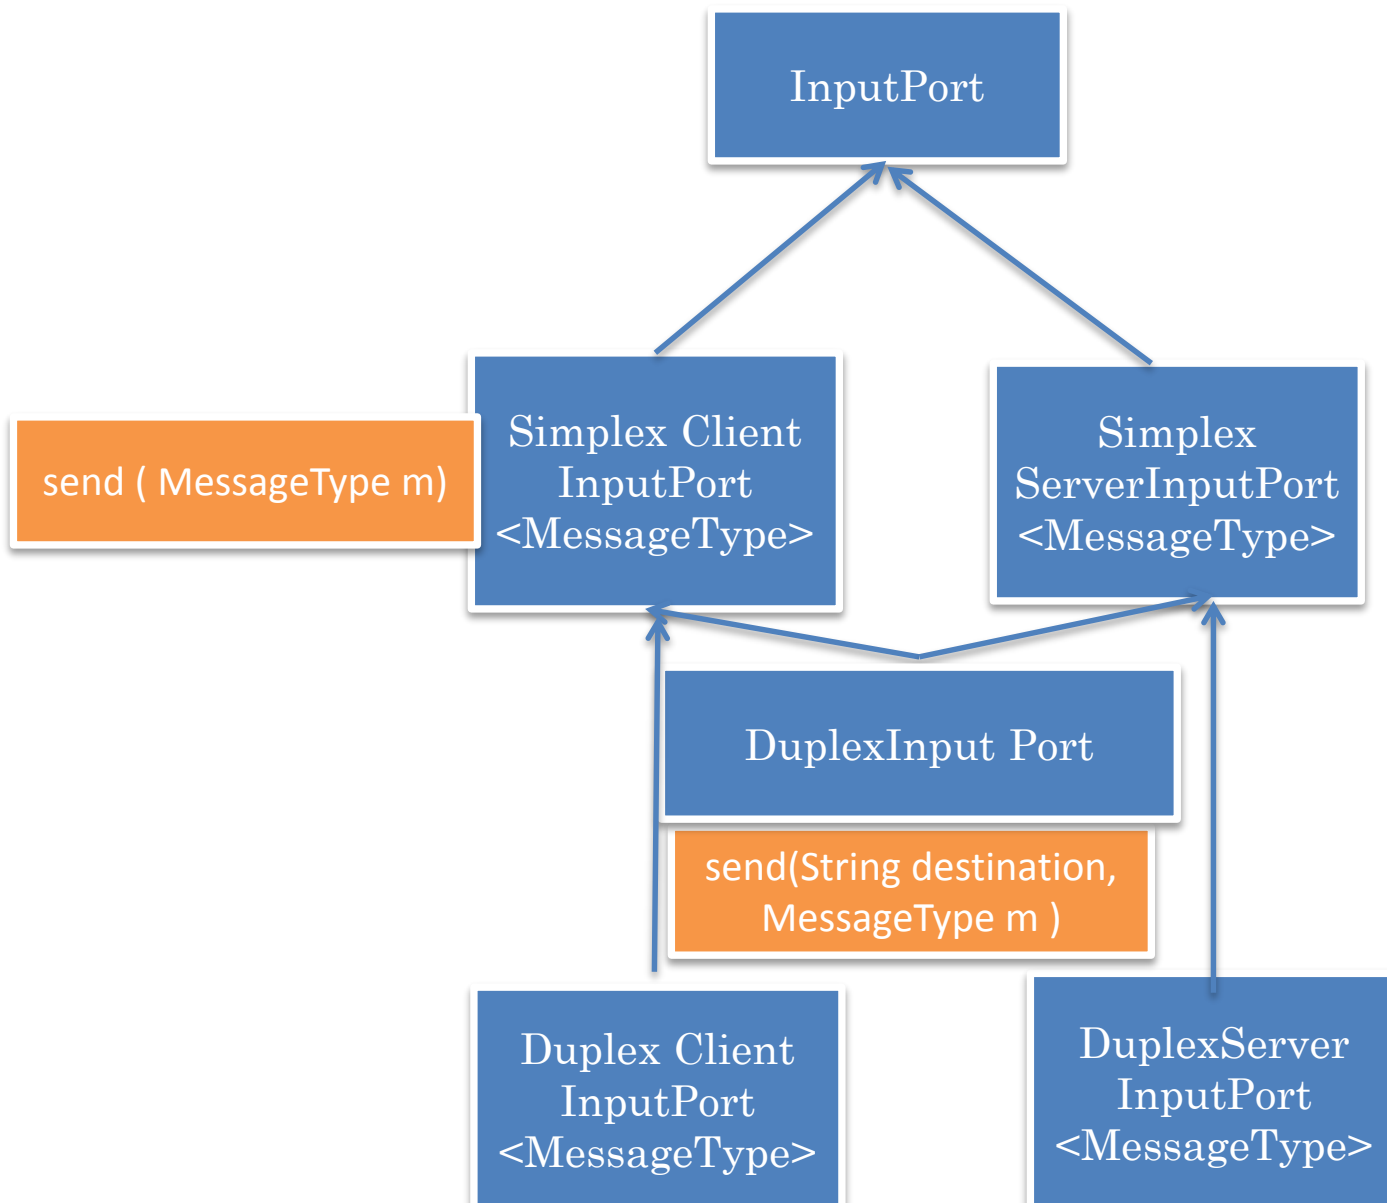 InputPort
Simplex Client
InputPort
<MessageType>
Simplex
ServerInputPort
<MessageType>
send ( MessageType m)
DuplexInput Port
send(String destination,
MessageType m )
Duplex Client
InputPort
<MessageType>
DuplexServer
InputPort
<MessageType>